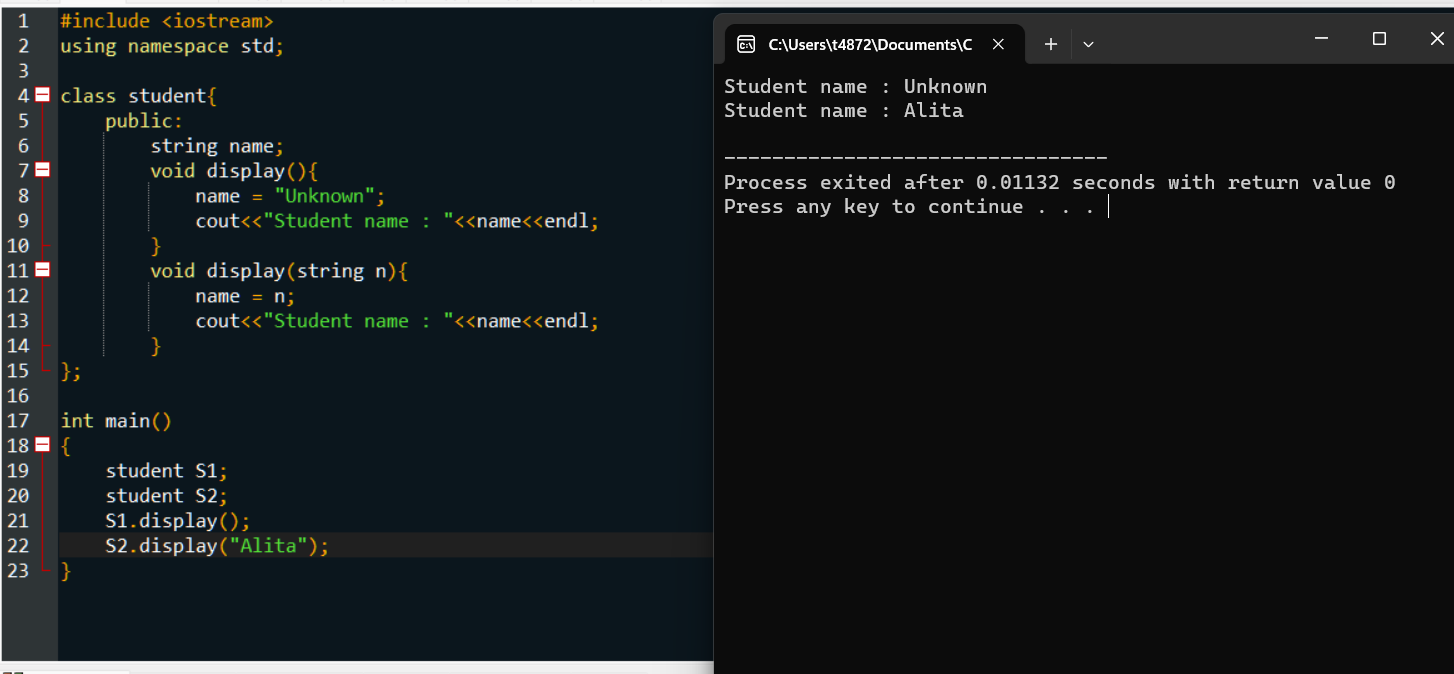 1 #include <iostream>
2 using namespace std;
3
4 class student{
5     public:
6         string name;
7         void display(){
8             name = "Unknown";
9             cout<<"Student name : "<<name<<endl;
10         }
11         void display(string n){
12             name = n;
13             cout<<"Student name : "<<name<<endl;
14         }
15 };
16
17 int main()
18 {
19     student S1;
20     student S2;
21     S1.display();
22     S2.display("Alita");
23 }
C:\Users\t4872\Documents\C
Student name : Unknown
Student name : Alita
--------------------------------
Process exited after 0.01132 seconds with return value 0
Press any key to continue . . .